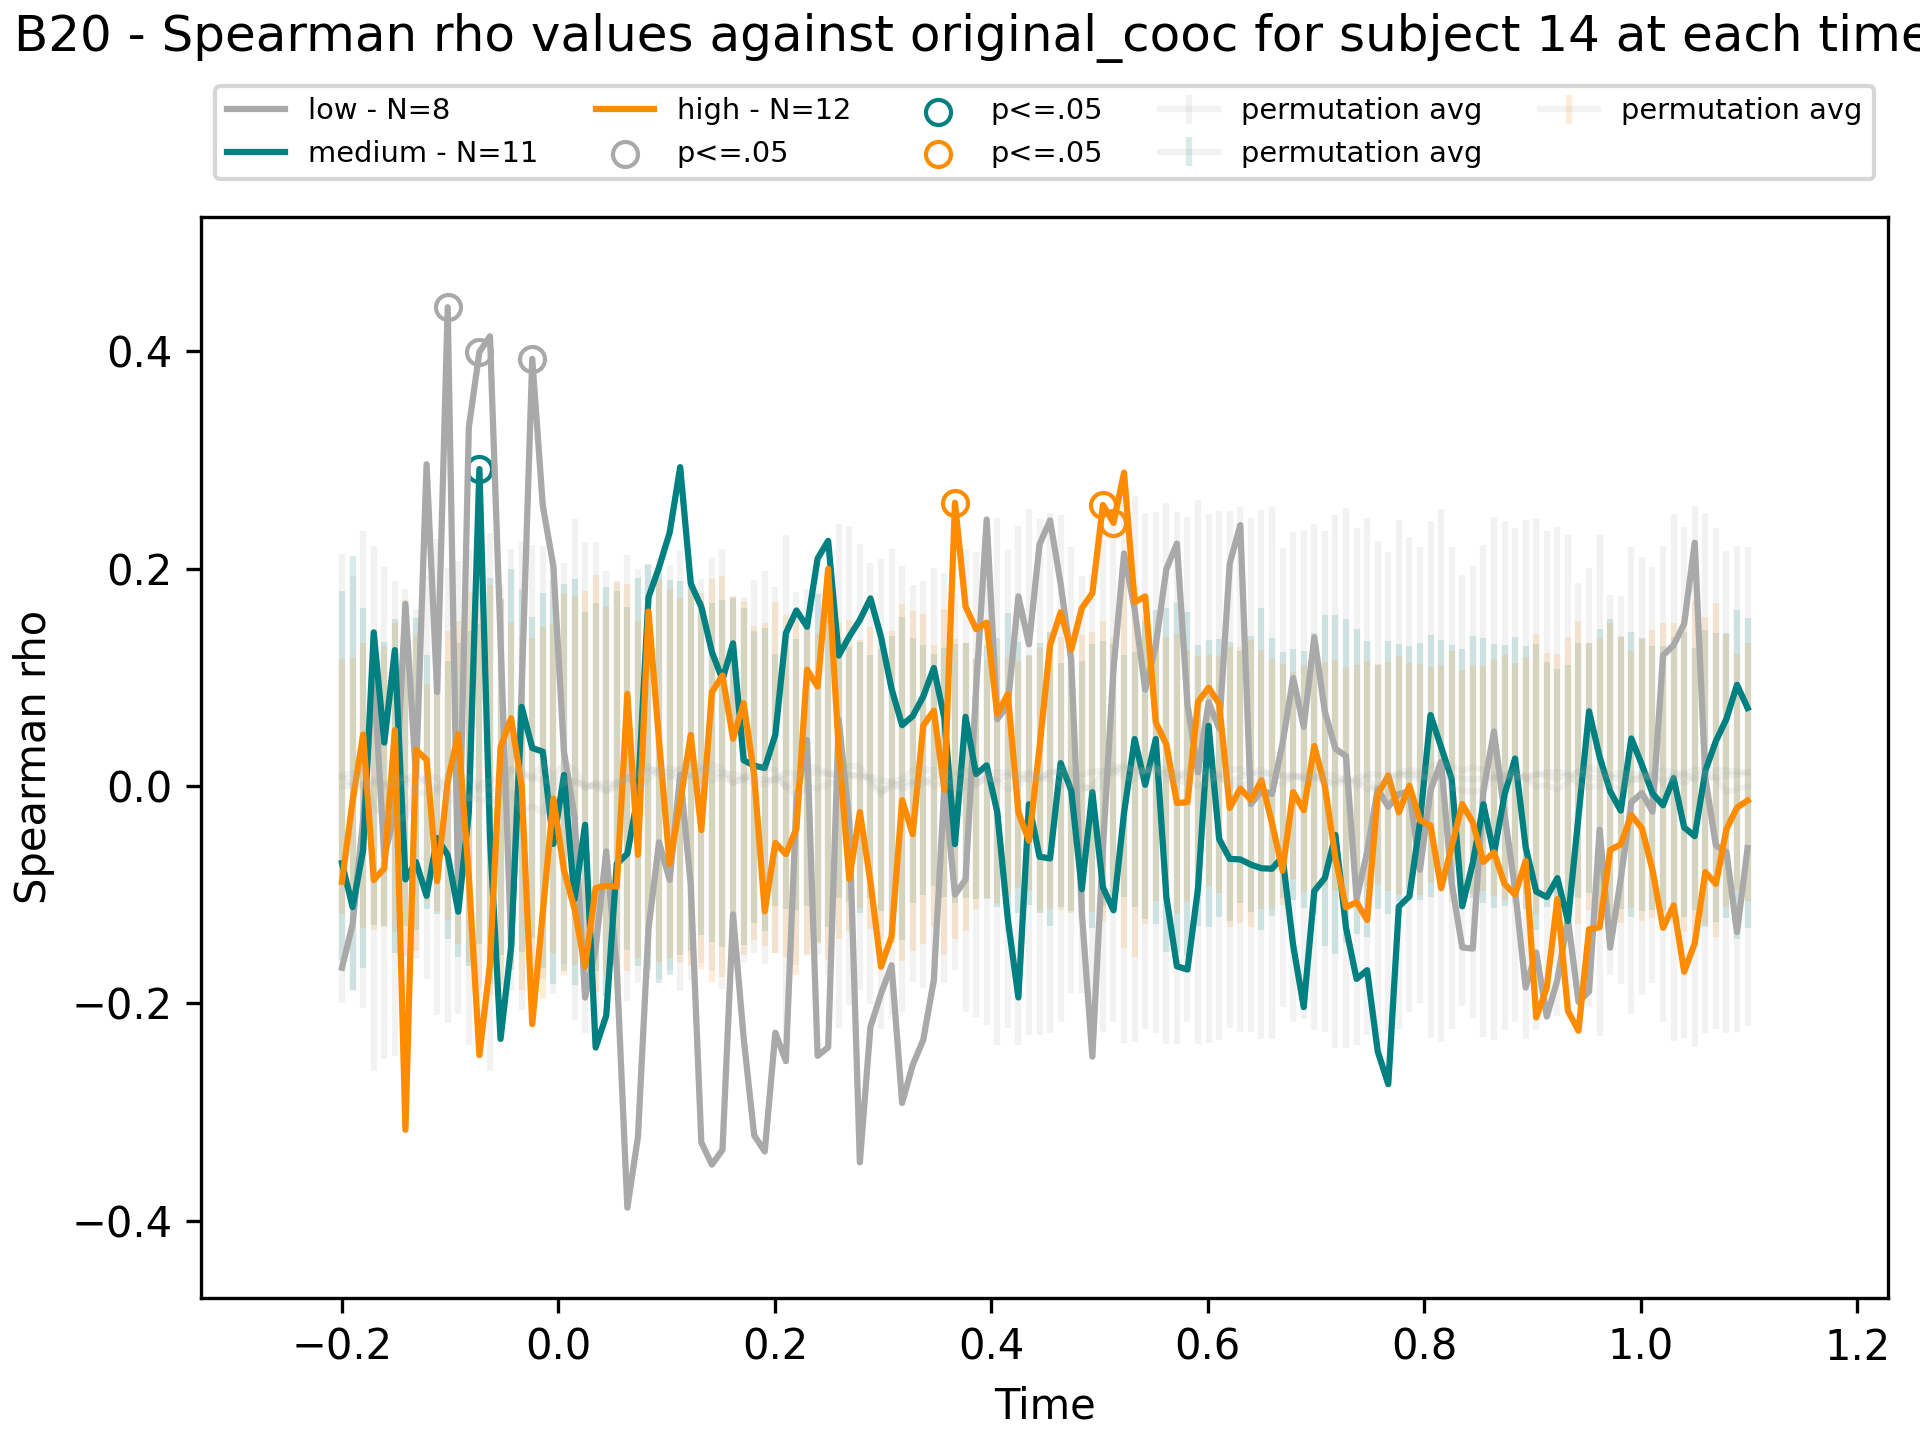 B20 - Spearman rho values against original_cooc for subject 14 at each time
low - N=8
medium - N=11
high - N=12
p<=.05
p<=.05
p<=.05
permutation avg
permutation avg
permutation avg
Spearman rho
0.4
0.2
0.0
−0.2
−0.4
−0.2 0.0 0.2 0.4 0.6 0.8 1.0 1.2
Time